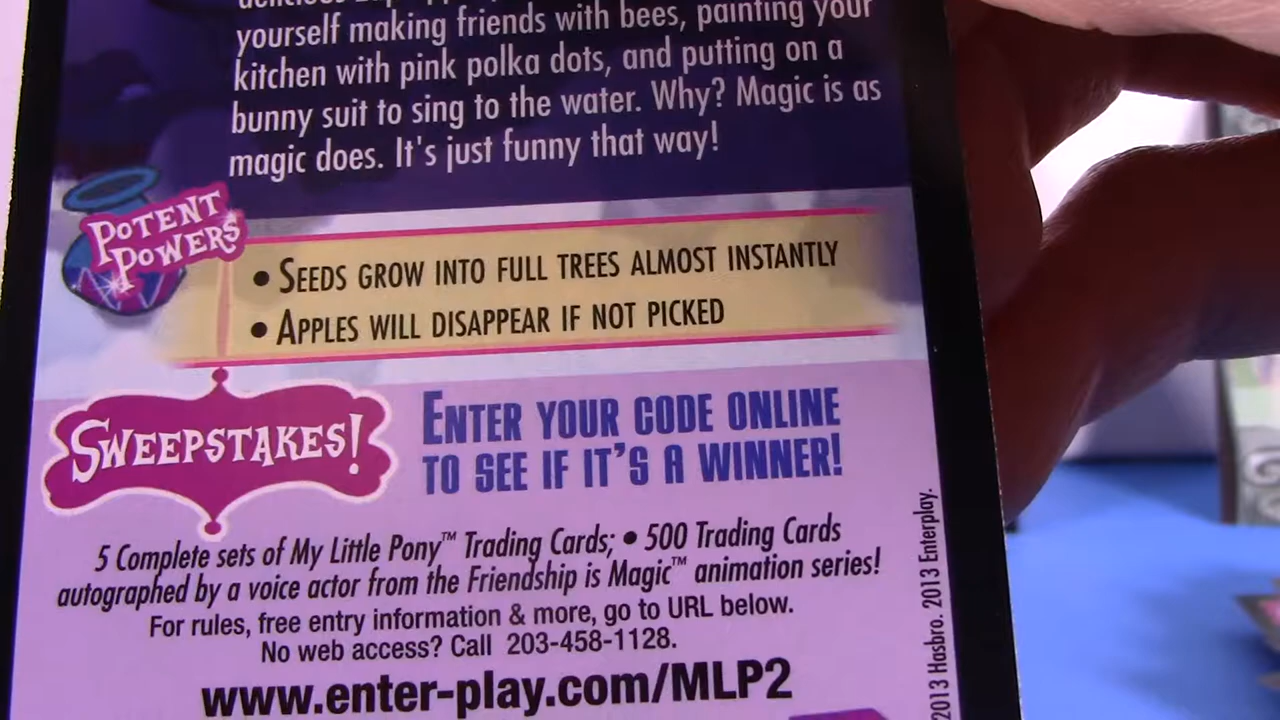 yourself making friends with bees, painting your
kitchen with pink polka dots, and putting on a
bunny suit to sing to the water. Why? Magic is as
magic does. It's just funny that way!
POTENT
POWERS
• SEEDS GROW INTO FULL TREES ALMOST INSTANTLY
• APPLES WILL DISAPPEAR IF NOT PICKED
SWEEPSTAKES!
ENTER YOUR CODE ONLINE
TO SEE IF IT'S A WINNER!
5 Complete sets of My Little Pony™ Trading Cards; • 500 Trading Cards
autographed by a voice actor from the Friendship is Magic™ animation series!
For rules, free entry information & more, go to URL below.
No web access? Call 203-458-1128.
www.enter-play.com/MLP2
2013 Hasbro. 2013 Enterplay.